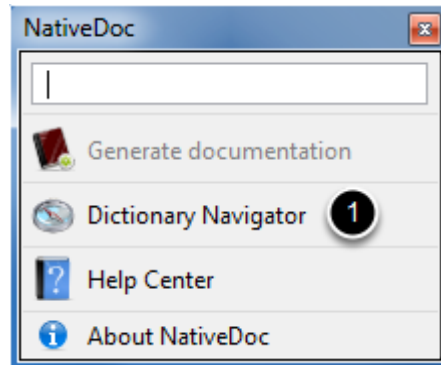 NativeDoc
Generate documentation
Dictionary Navigator 1
? Help Center
i About NativeDoc